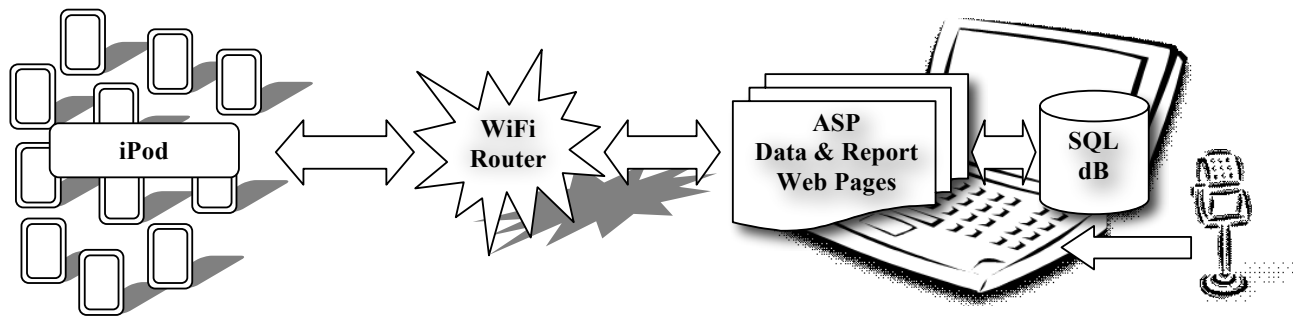 iPod
WiFi
Router
ASP
Data & Report
Web Pages
SQL
dB